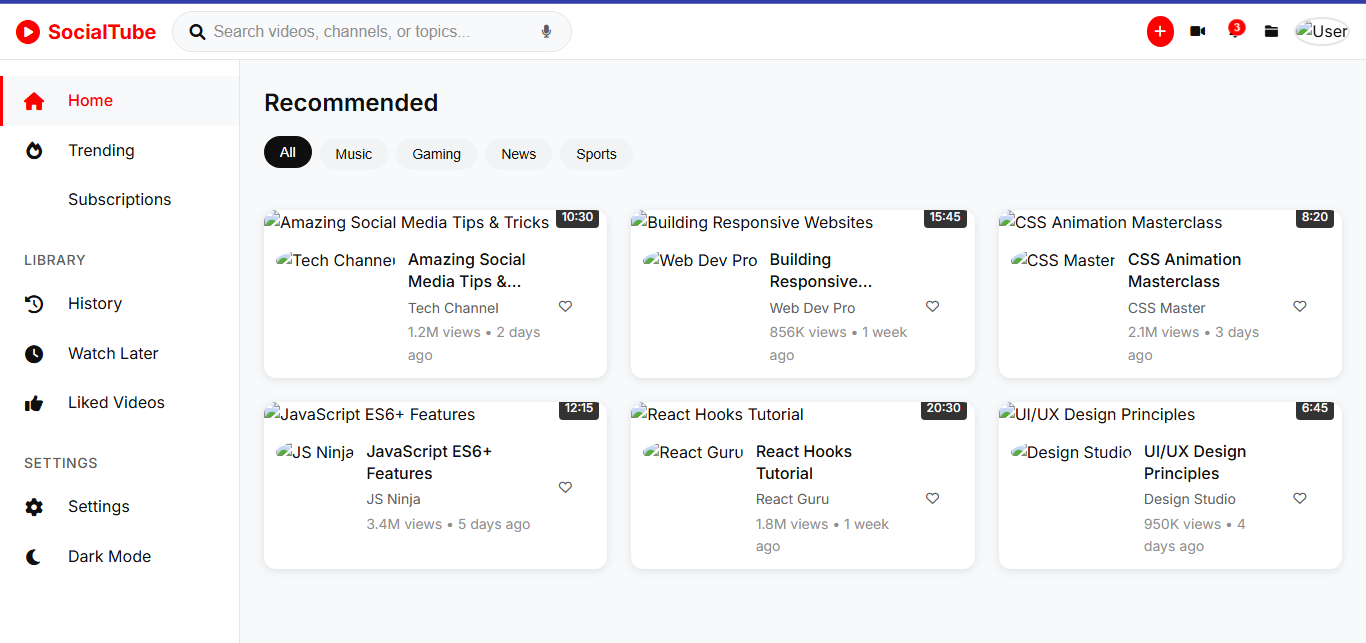 SocialTube
Search videos, channels, or topics...
3
User
Home
Trending
Subscriptions
LIBRARY
History
Watch Later
Liked Videos
SETTINGS
Settings
Dark Mode
Recommended
All
Music
Gaming
News
Sports
Amazing Social Media Tips & Tricks
10:30
Tech Channel
Amazing Social
Media Tips &...
Tech Channel
1.2M views • 2 days
ago
Building Responsive Websites
15:45
Web Dev Pro
Building
Responsive...
Web Dev Pro
856K views • 1 week
ago
CSS Animation Masterclass
8:20
CSS Master
CSS Animation
Masterclass
CSS Master
2.1M views • 3 days
ago
JavaScript ES6+ Features
12:15
JS Ninja
JavaScript ES6+
Features
JS Ninja
3.4M views • 5 days ago
React Hooks Tutorial
20:30
React Guru
React Hooks
Tutorial
React Guru
1.8M views • 1 week
ago
UI/UX Design Principles
6:45
Design Studio
UI/UX Design
Principles
Design Studio
950K views • 4
days ago